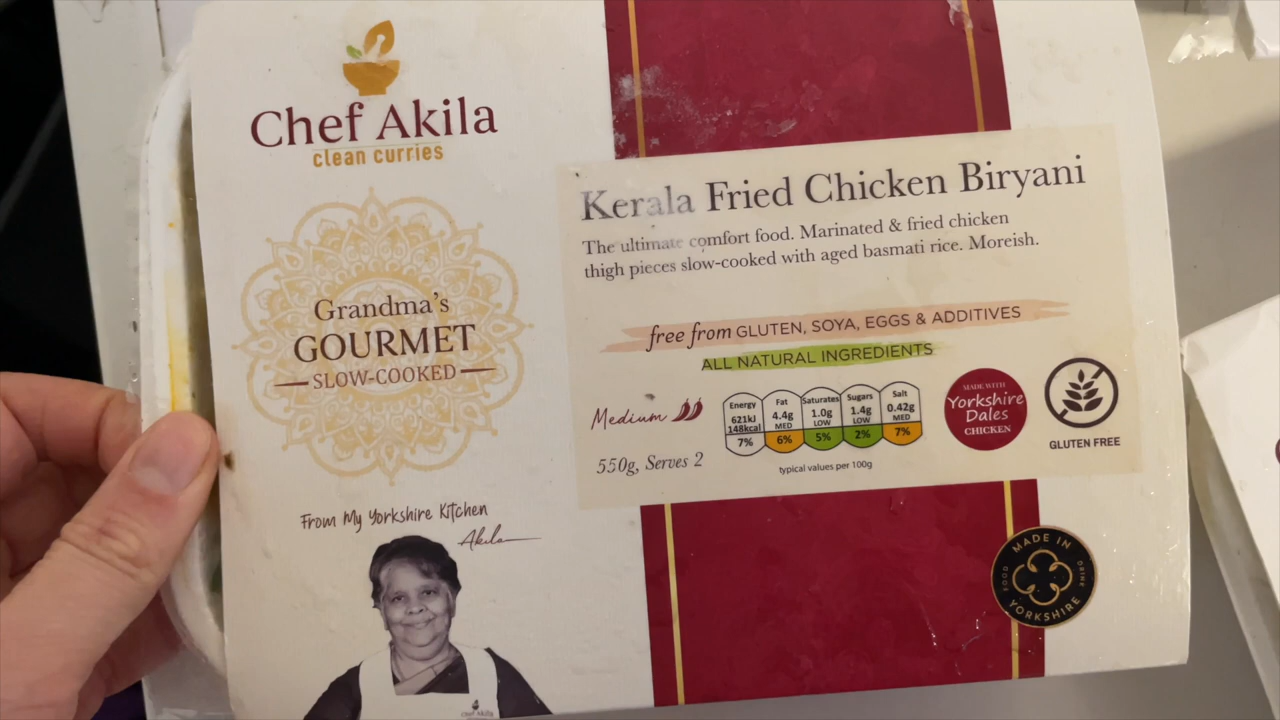 Chef Akila
clean curries
Grandma's
GOURMET
SLOW-COOKED
From My Yorkshire Kitchen
Akila
chef Akila
Kerala Fried Chicken Biryani
The ultimate comfort food. Marinated & fried chicken
thigh pieces slow-cooked with aged basmati rice. Moreish.
free from GLUTEN, SOYA, EGGS & ADDITIVES
ALL NATURAL INGREDIENTS
Medium
550g, Serves 2
Energy 621kJ 148kcal 7%
Fat 4.4g MED 6%
Saturates 1.0g LOW 5%
Sugars 1.4g LOW 2%
Salt 0.42g MED 7%
typical values per 100g
MADE WITH
Yorkshire
Dales
CHICKEN
GLUTEN FREE
MADE IN
FOOD DRINK
YORKSHIRE